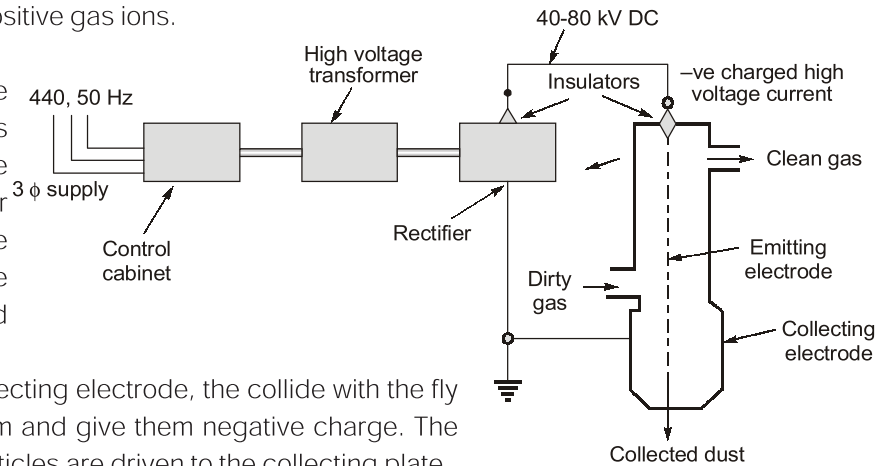 ositive gas ions.
40-80 kV DC
High voltage
transformer
Insulators
–ve charged high
voltage current
440, 50 Hz
Clean gas
3 ϕ supply
Rectifier
Control
cabinet
Emitting
electrode
Dirty
gas
Collecting
electrode
ecting electrode, the collide with the fly
m and give them negative charge. The
ticles are driven to the collecting plate
Collected dust